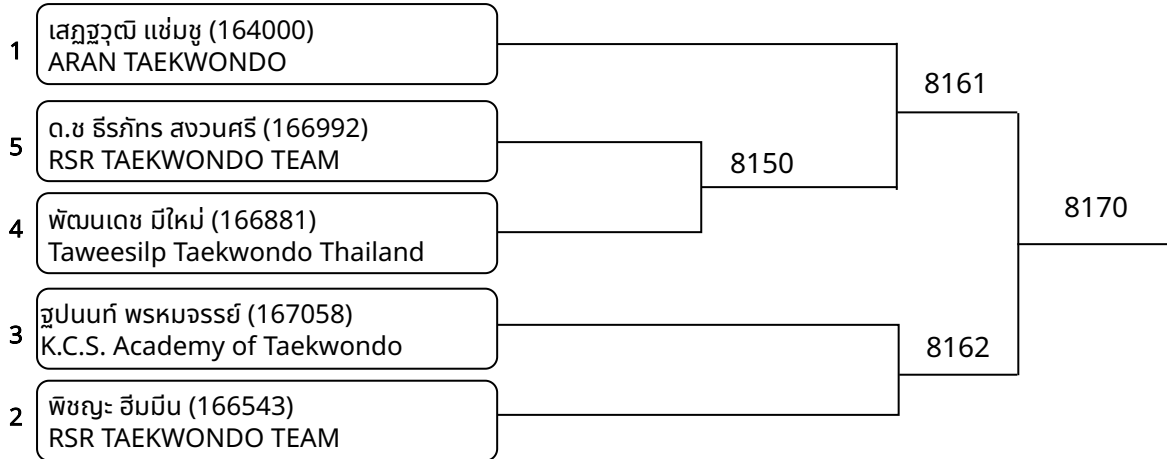 1
เสฏฐวุฒิ แช่มชู (164000)
ARAN TAEKWONDO
8161
5
ด.ช ธีรภัทร สงวนศรี (166992)
RSR TAEKWONDO TEAM
8150
4
พัฒนเดช มีใหม่ (166881)
Taweesilp Taekwondo Thailand
8170
3
ฐปนนท์ พรหมจรรย์ (167058)
K.C.S. Academy of Taekwondo
8162
2
พิชญะ ฮีมมีน (166543)
RSR TAEKWONDO TEAM